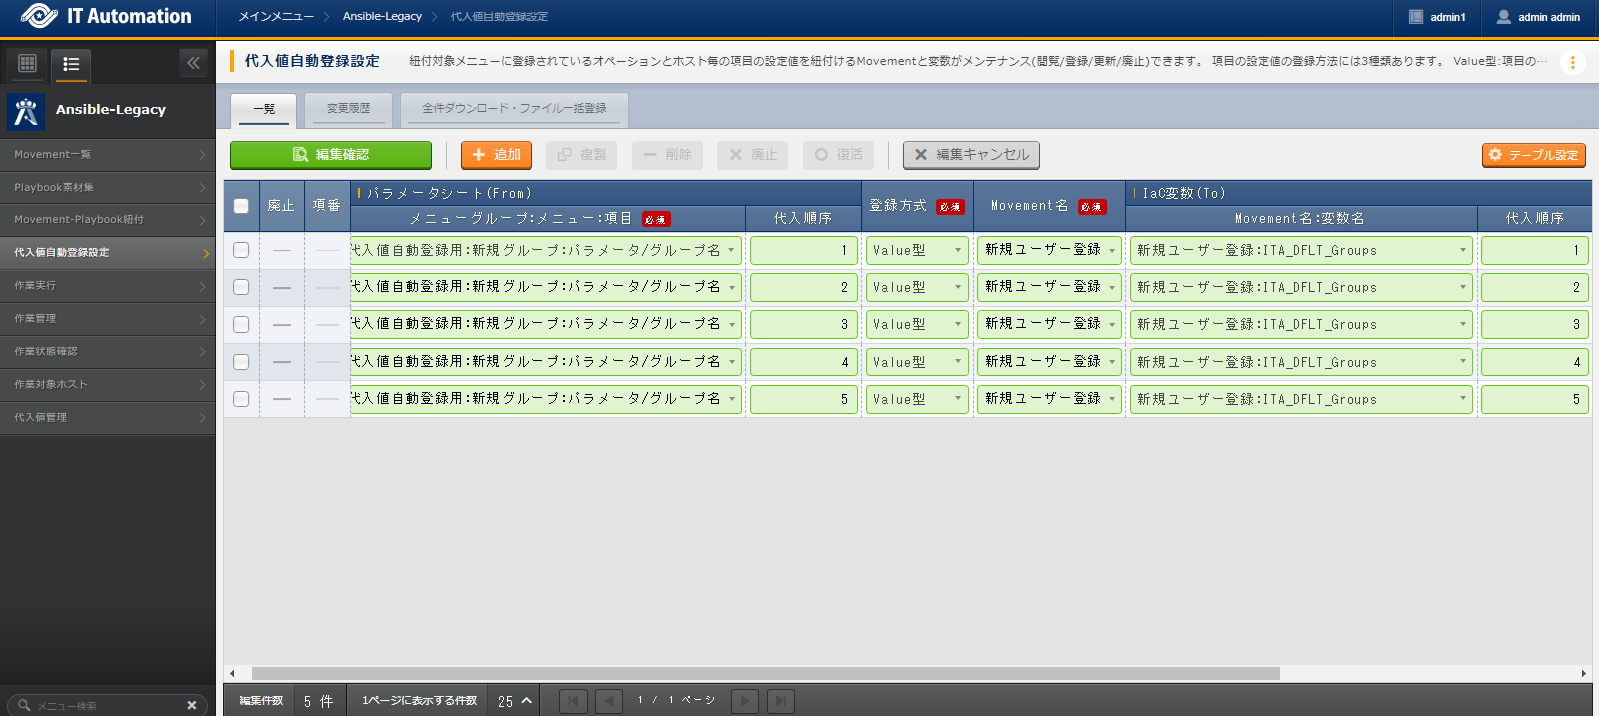 IT Automation
メインメニュー
Ansible-Legacy
代入値自動登録設定
admin1
admin admin
Ansible-Legacy
Movement一覧
Playbook素材集
Movement-Playbook紐付
代入値自動登録設定
作業実行
作業管理
作業状態確認
作業対象ホスト
代入値管理
メニュー検索
代入値自動登録設定
紐付対象メニューに登録されているオペーションとホスト毎の項目の設定値を紐付けるMovementと変数がメンテナンス(閲覧/登録/更新/廃止)できます。 項目の設定値の登録方法には3種類あります。 Value型:項目の…
一覧
変更履歴
全件ダウンロード・ファイル一括登録
編集確認
追加
複製
削除
廃止
復活
編集キャンセル
テーブル設定
廃止 項番 パラメータシート(From) 登録方式 必須 Movement名 必須 IaC変数(To)
メニューグループ:メニュー:項目 必須 代入順序 Movement名:変数名 代入順序
代入値自動登録用:新規グループ:パラメータ/グループ名 1 Value型 新規ユーザー登録 新規ユーザー登録:ITA_DFLT_Groups 1
代入値自動登録用:新規グループ:パラメータ/グループ名 2 Value型 新規ユーザー登録 新規ユーザー登録:ITA_DFLT_Groups 2
代入値自動登録用:新規グループ:パラメータ/グループ名 3 Value型 新規ユーザー登録 新規ユーザー登録:ITA_DFLT_Groups 3
代入値自動登録用:新規グループ:パラメータ/グループ名 4 Value型 新規ユーザー登録 新規ユーザー登録:ITA_DFLT_Groups 4
代入値自動登録用:新規グループ:パラメータ/グループ名 5 Value型 新規ユーザー登録 新規ユーザー登録:ITA_DFLT_Groups 5
編集件数 5 件 1ページに表示する件数 25 1 / 1 ページ